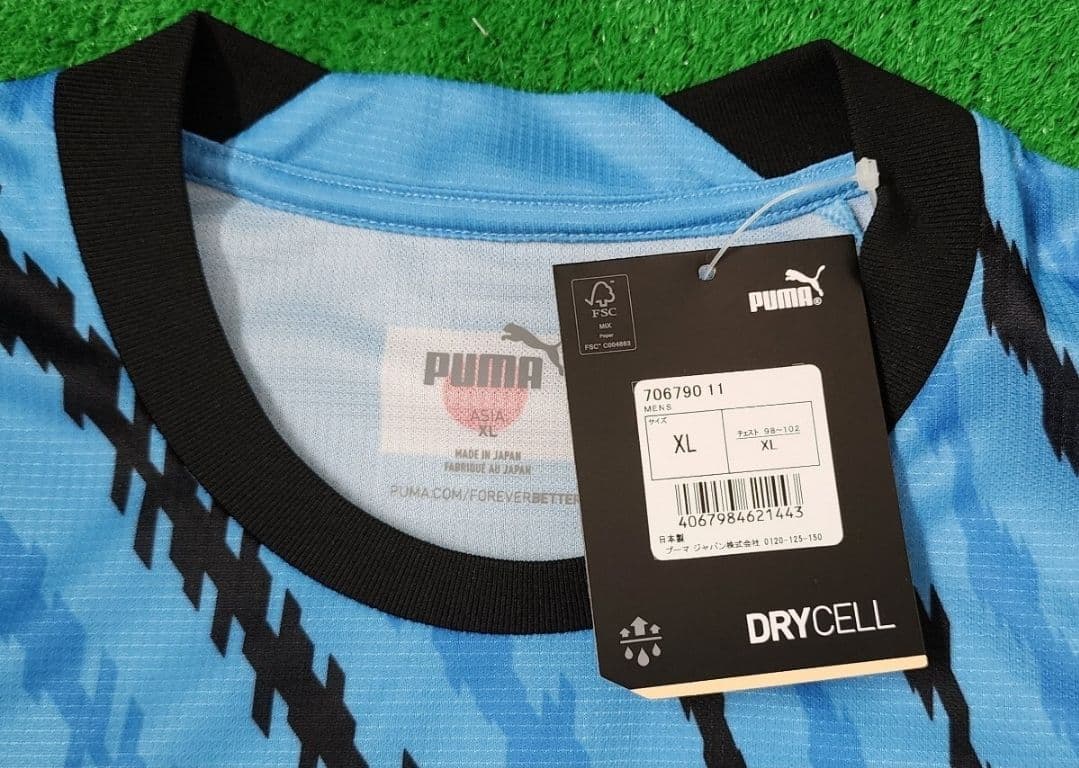 PUMA
ASIA
XL
MADE IN JAPAN
FABRIQUÉ AU JAPAN
PUMA.COM/FOREVERBETTER
FSC
MIX
Paper
FSC™ C004883
PUMA®
706790 11
MENS
サイズ
XL
チェスト 98~102
XL
4067984621443
日本製
プーマ ジャパン株式会社 0120-125-150
DRYCELL